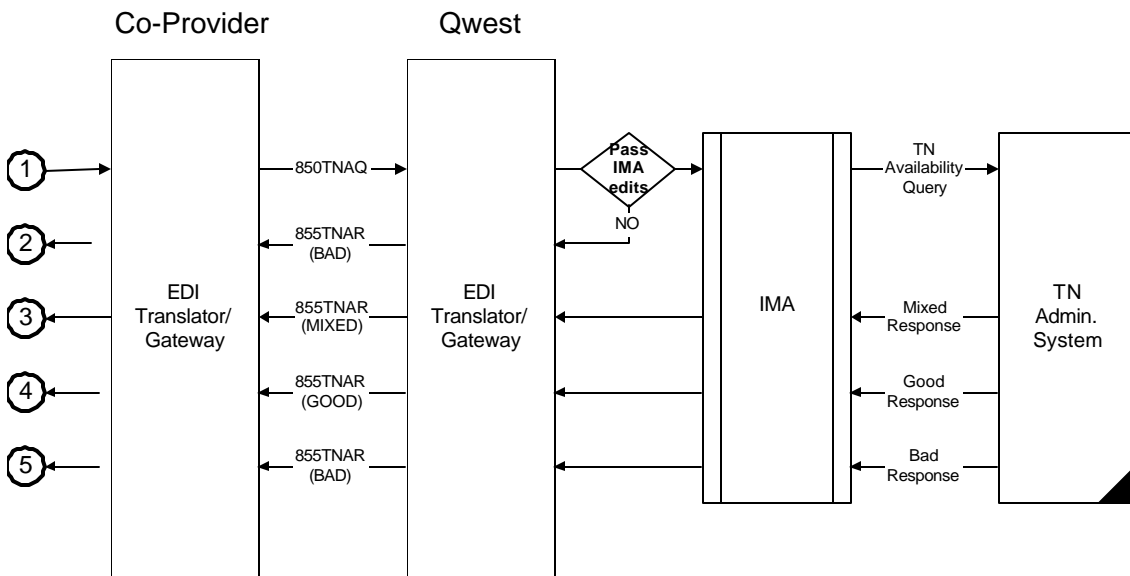 Co-Provider
Qwest
1
850TNAQ
Pass
IMA
edits
TN
Availability
Query
NO
2
855TNAR
(BAD)
3
EDI
Translator/
Gateway
855TNAR
(MIXED)
EDI
Translator/
Gateway
IMA
Mixed
Response
TN
Admin.
System
4
855TNAR
(GOOD)
Good
Response
5
855TNAR
(BAD)
Bad
Response